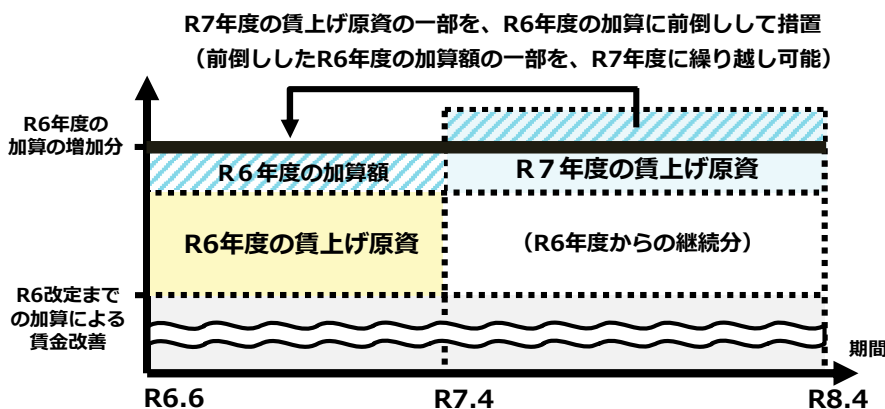 R7年度の賃上げ原資の一部を、R6年度の加算に前倒しして措置
（前倒ししたR6年度の加算額の一部を、R7年度に繰り越し可能）
R6年度の
加算の増加分
R６年度の加算額
R７年度の賃上げ原資
R6年度の賃上げ原資
（R6年度からの継続分）
R6改定まで
の加算による
賃金改善
期間
R6.6
R7.4
R8.4